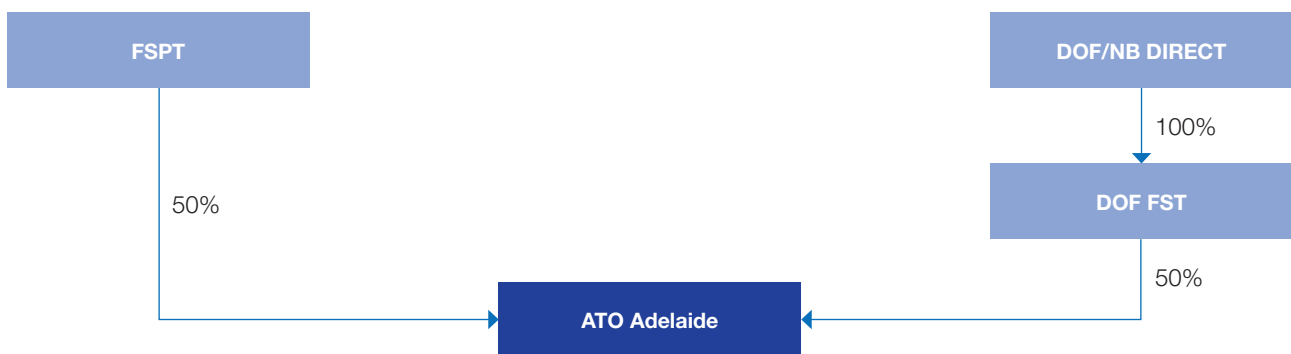 FSPT
DOF/NB DIRECT
100%
50%
DOF FST
50%
ATO Adelaide